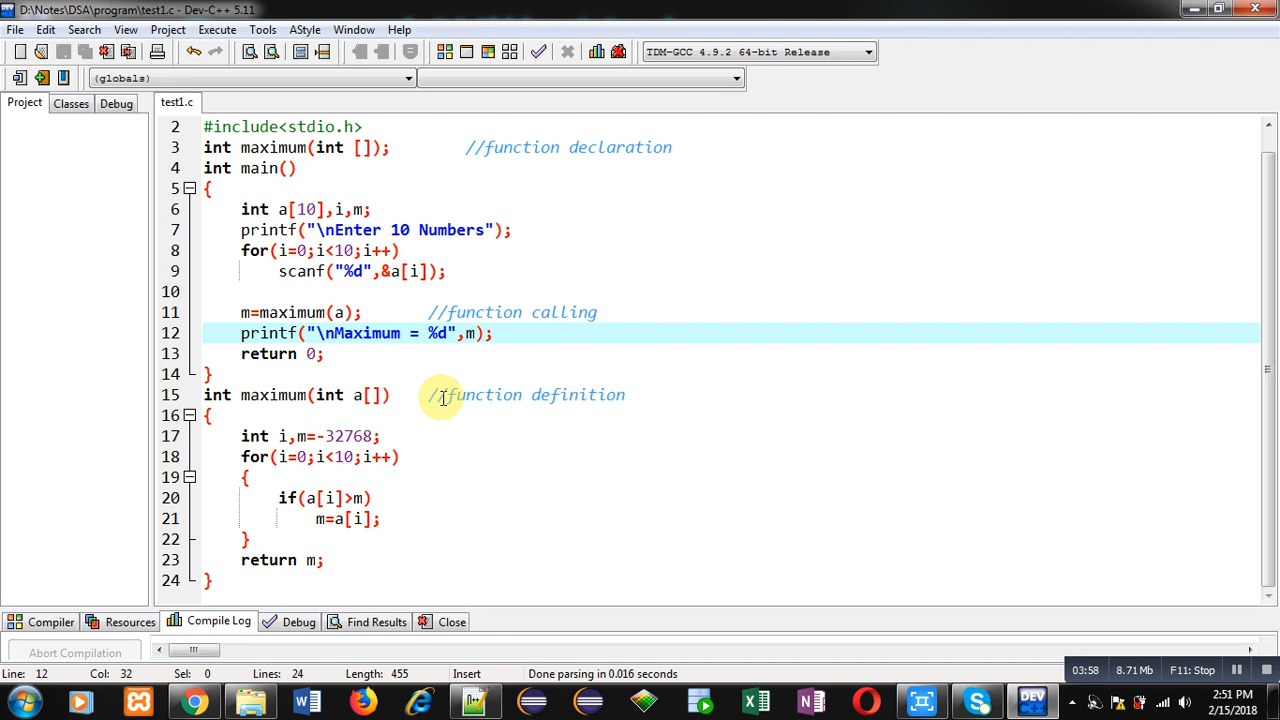 D:\Notes\DSA\program\test1.c - Dev-C++ 5.11
File Edit Search View Project Execute Tools AStyle Window Help
TDM-GCC 4.9.2 64-bit Release
(globals)
Project Classes Debug test1.c
2 #include<stdio.h>
3 int maximum(int []); //function declaration
4 int main()
5 {
6 int a[10],i,m;
7 printf("\nEnter 10 Numbers");
8 for(i=0;i<10;i++)
9 scanf("%d",&a[i]);
10
11 m=maximum(a); //function calling
12 printf("\nMaximum = %d",m);
13 return 0;
14 }
15 int maximum(int a[]) //function definition
16 {
17 int i,m=-32768;
18 for(i=0;i<10;i++)
19 {
20 if(a[i]>m)
21 m=a[i];
22 }
23 return m;
24 }
Compiler Resources Compile Log Debug Find Results Close
Abort Compilation
Line: 12 Col: 32 Sel: 0 Lines: 24 Length: 455 Insert Done parsing in 0.016 seconds
03:58 8.71 Mb F11: Stop
2:51 PM
2/15/2018